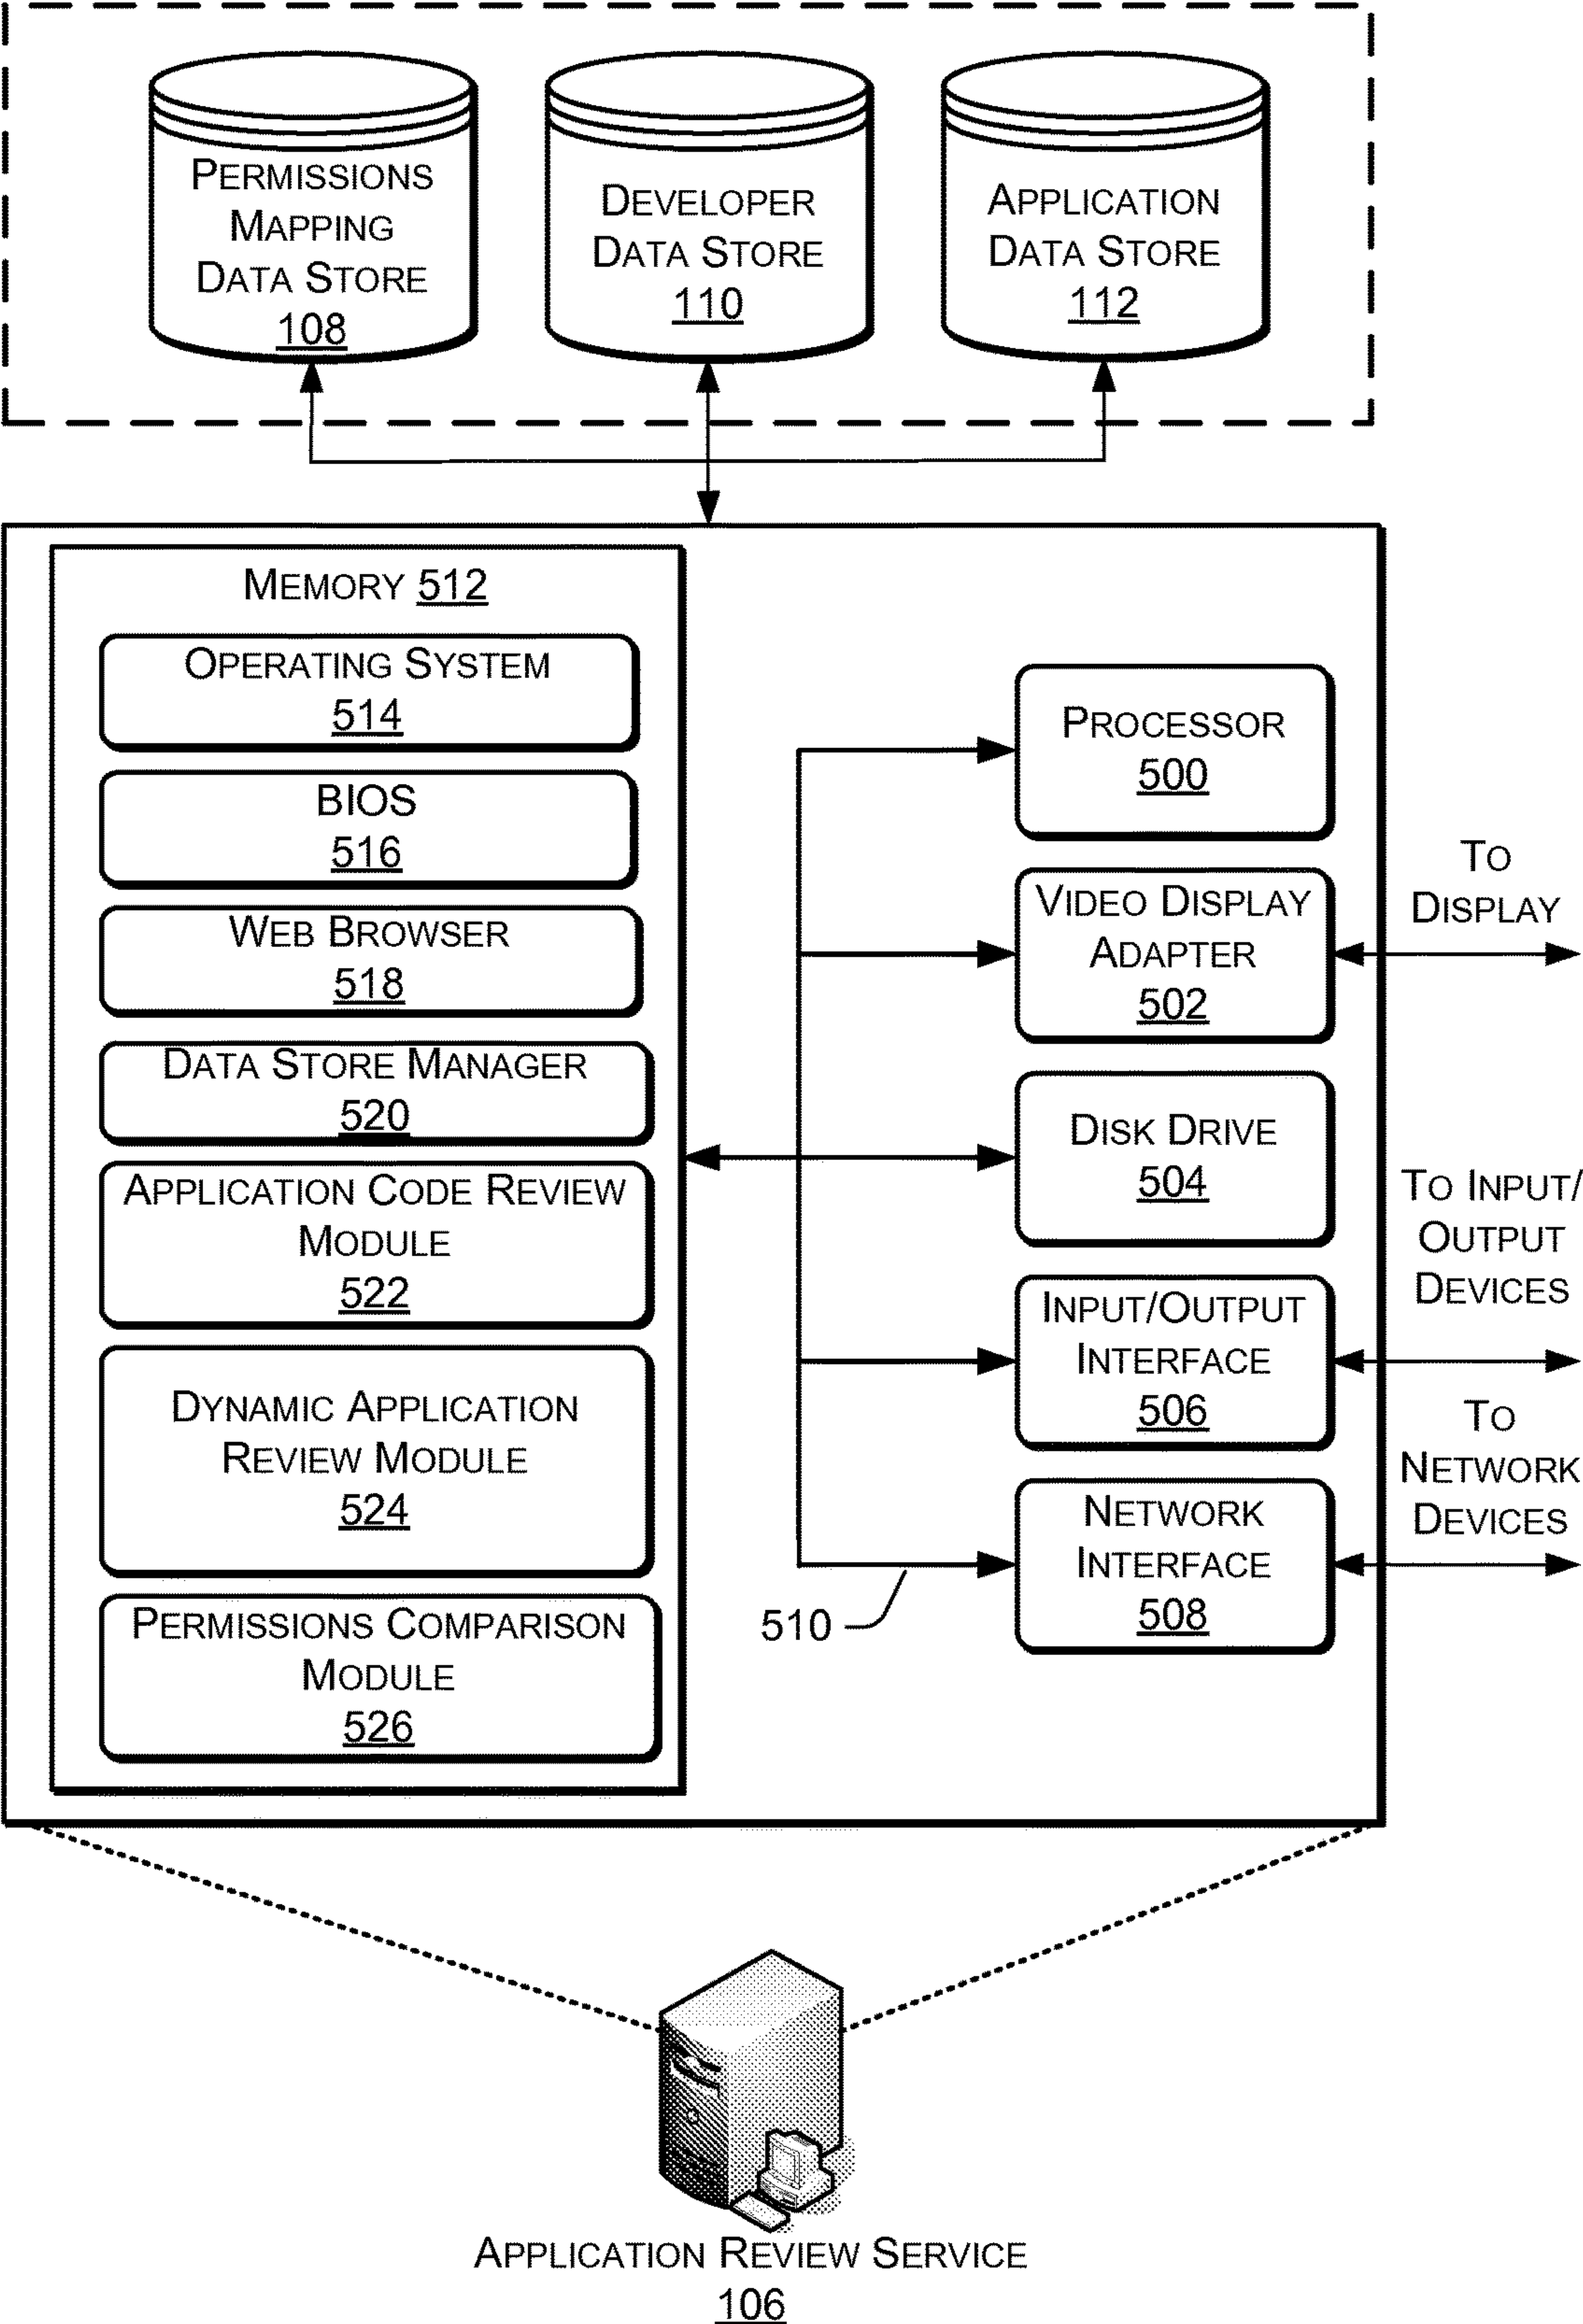 PERMISSIONS
MAPPING
DATA STORE
108
DEVELOPER
DATA STORE
110
APPLICATION
DATA STORE
112
MEMORY 512
OPERATING SYSTEM
514
BIOS
516
WEB BROWSER
518
DATA STORE MANAGER
520
APPLICATION CODE REVIEW
MODULE
522
DYNAMIC APPLICATION
REVIEW MODULE
524
PERMISSIONS COMPARISON
MODULE
526
PROCESSOR
500
VIDEO DISPLAY
ADAPTER
502
DISK DRIVE
504
INPUT/OUTPUT
INTERFACE
506
NETWORK
INTERFACE
508
510
TO
DISPLAY
TO INPUT/
OUTPUT
DEVICES
TO
NETWORK
DEVICES
APPLICATION REVIEW SERVICE
106